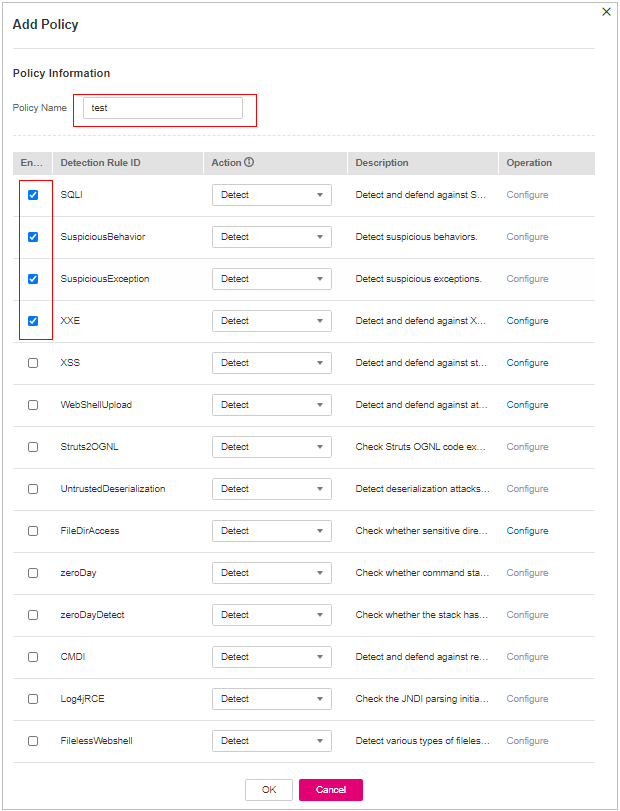 Add Policy
Policy Information
Policy Name test
En... Detection Rule ID Action Description Operation
SQLI Detect Detect and defend against S... Configure
SuspiciousBehavior Detect Detect suspicious behaviors. Configure
SuspiciousException Detect Detect suspicious exceptions. Configure
XXE Detect Detect and defend against X... Configure
XSS Detect Detect and defend against st... Configure
WebShellUpload Detect Detect and defend against at... Configure
Struts2OGNL Detect Check Struts OGNL code ex... Configure
UntrustedDeserialization Detect Detect deserialization attacks... Configure
FileDirAccess Detect Check whether sensitive dire... Configure
zeroDay Detect Check whether command sta... Configure
zeroDayDetect Detect Check whether the stack has... Configure
CMDI Detect Detect and defend against re... Configure
Log4jRCE Detect Check the JNDI parsing initia... Configure
FilelessWebshell Detect Detect various types of fileles... Configure
OK Cancel